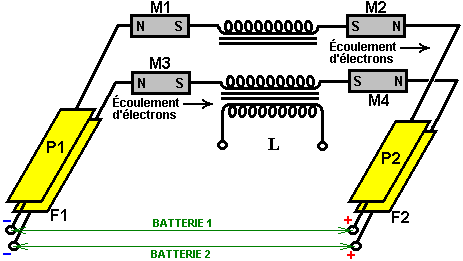 M1
M2
N S
S N
Écoulement
d'électrons
M3
N S
S N
M4
Écoulement
d'électrons
L
P1
P2
F1
F2
− BATTERIE 1 +
− BATTERIE 2 +